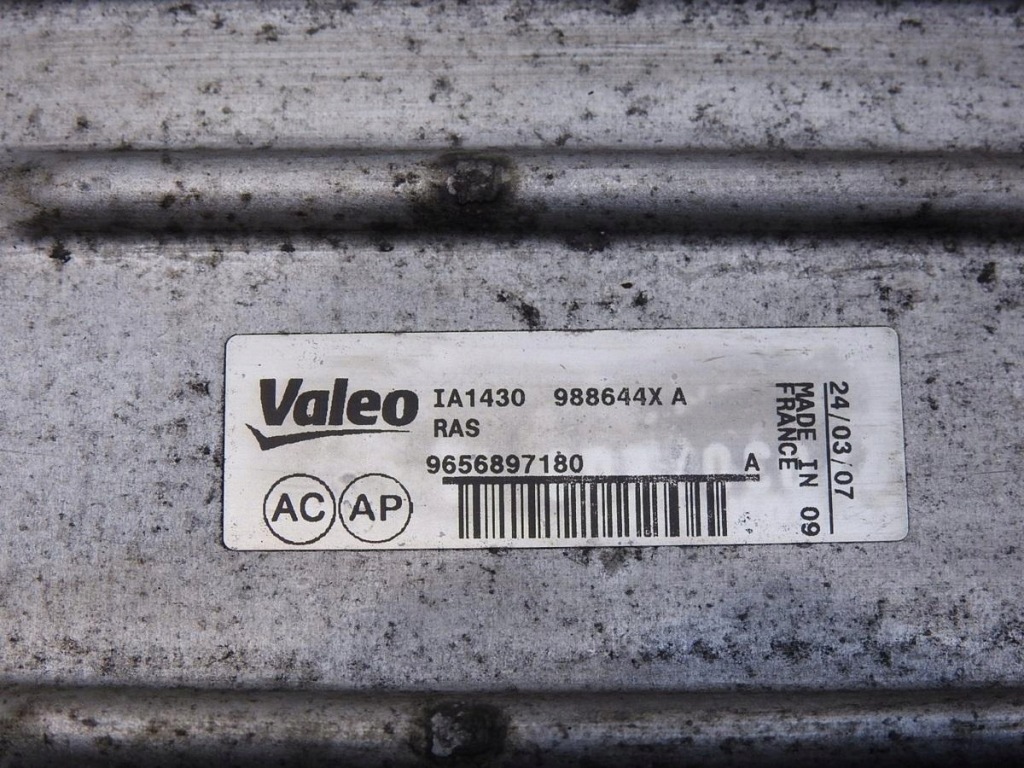 Valeo
IA1430 988644X A
RAS
9656897180 A
AC AP
24/03/07
MADE IN 09
FRANCE